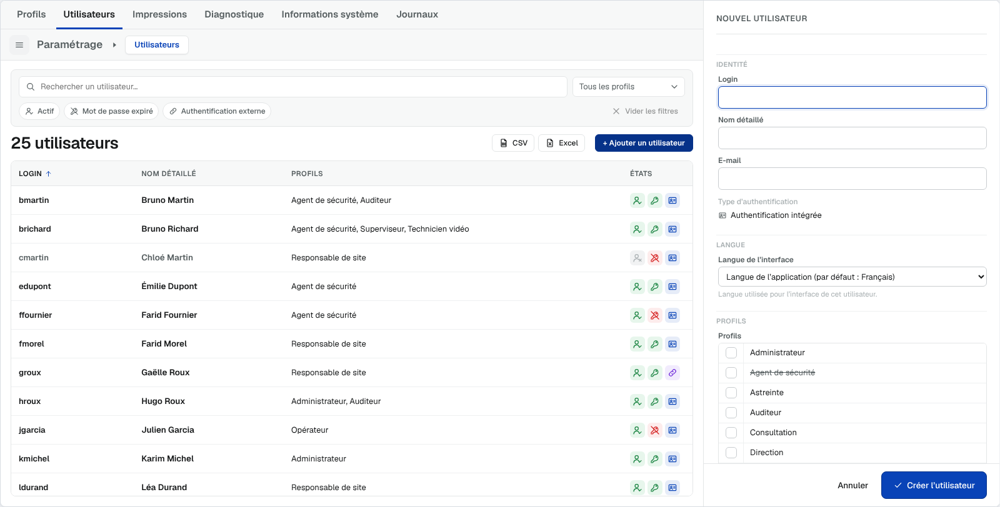 Profils Utilisateurs Impressions Diagnostique Informations système Journaux
Paramétrage Utilisateurs
Rechercher un utilisateur... Tous les profils
Actif Mot de passe expiré Authentification externe Vider les filtres
25 utilisateurs CSV Excel + Ajouter un utilisateur
LOGIN ↑ NOM DÉTAILLÉ PROFILS ÉTATS
bmartin Bruno Martin Agent de sécurité, Auditeur
brichard Bruno Richard Agent de sécurité, Superviseur, Technicien vidéo
cmartin Chloé Martin Responsable de site
edupont Émilie Dupont Agent de sécurité
ffournier Farid Fournier Agent de sécurité
fmorel Farid Morel Responsable de site
groux Gaëlle Roux Responsable de site
hroux Hugo Roux Administrateur, Auditeur
jgarcia Julien Garcia Opérateur
kmichel Karim Michel Administrateur
ldurand Léa Durand Responsable de site
NOUVEL UTILISATEUR
IDENTITÉ
Login
Nom détaillé
E-mail
Type d'authentification
Authentification intégrée
LANGUE
Langue de l'interface
Langue de l'application (par défaut : Français)
Langue utilisée pour l'interface de cet utilisateur.
PROFILS
Profils
Administrateur
Agent de sécurité
Astreinte
Auditeur
Consultation
Direction
Annuler Créer l'utilisateur